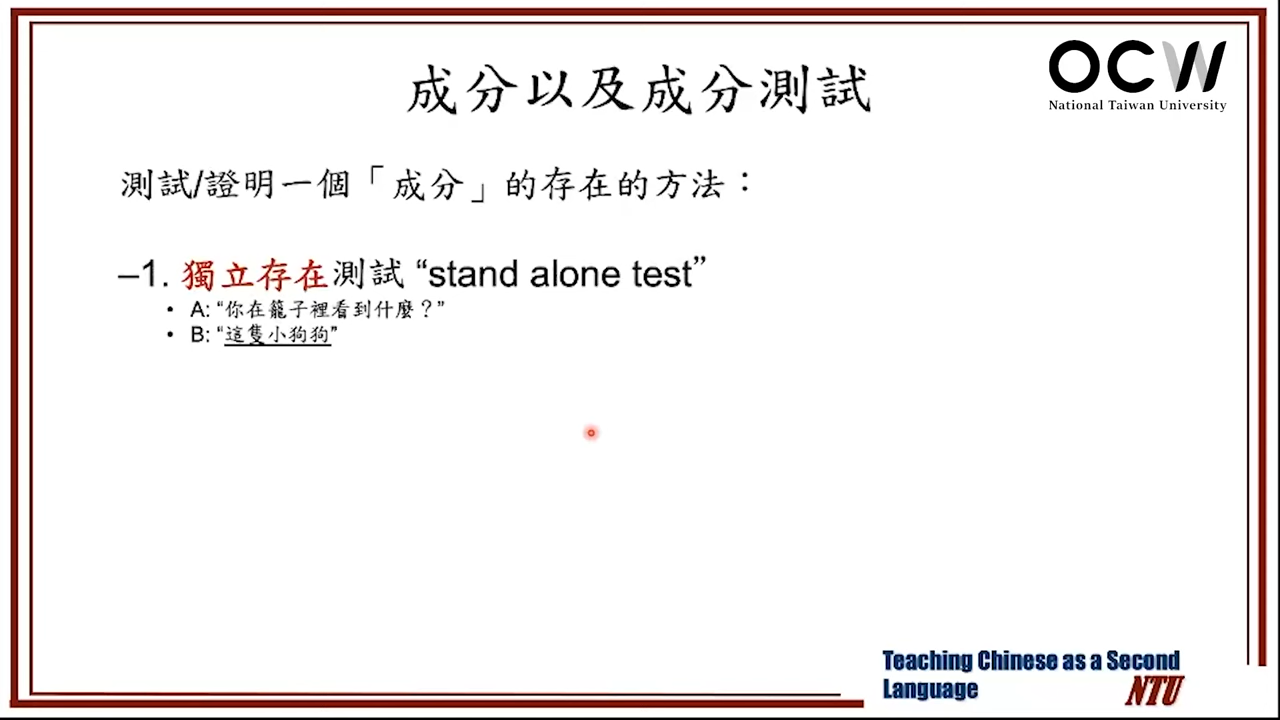 成分以及成分測試
OCW
National Taiwan University
測試/證明一個「成分」的存在的方法：
–1. 獨立存在測試 “stand alone test”
• A: “你在籠子裡看到什麼？”
• B: “這隻小狗狗”
Teaching Chinese as a Second
Language
NTU